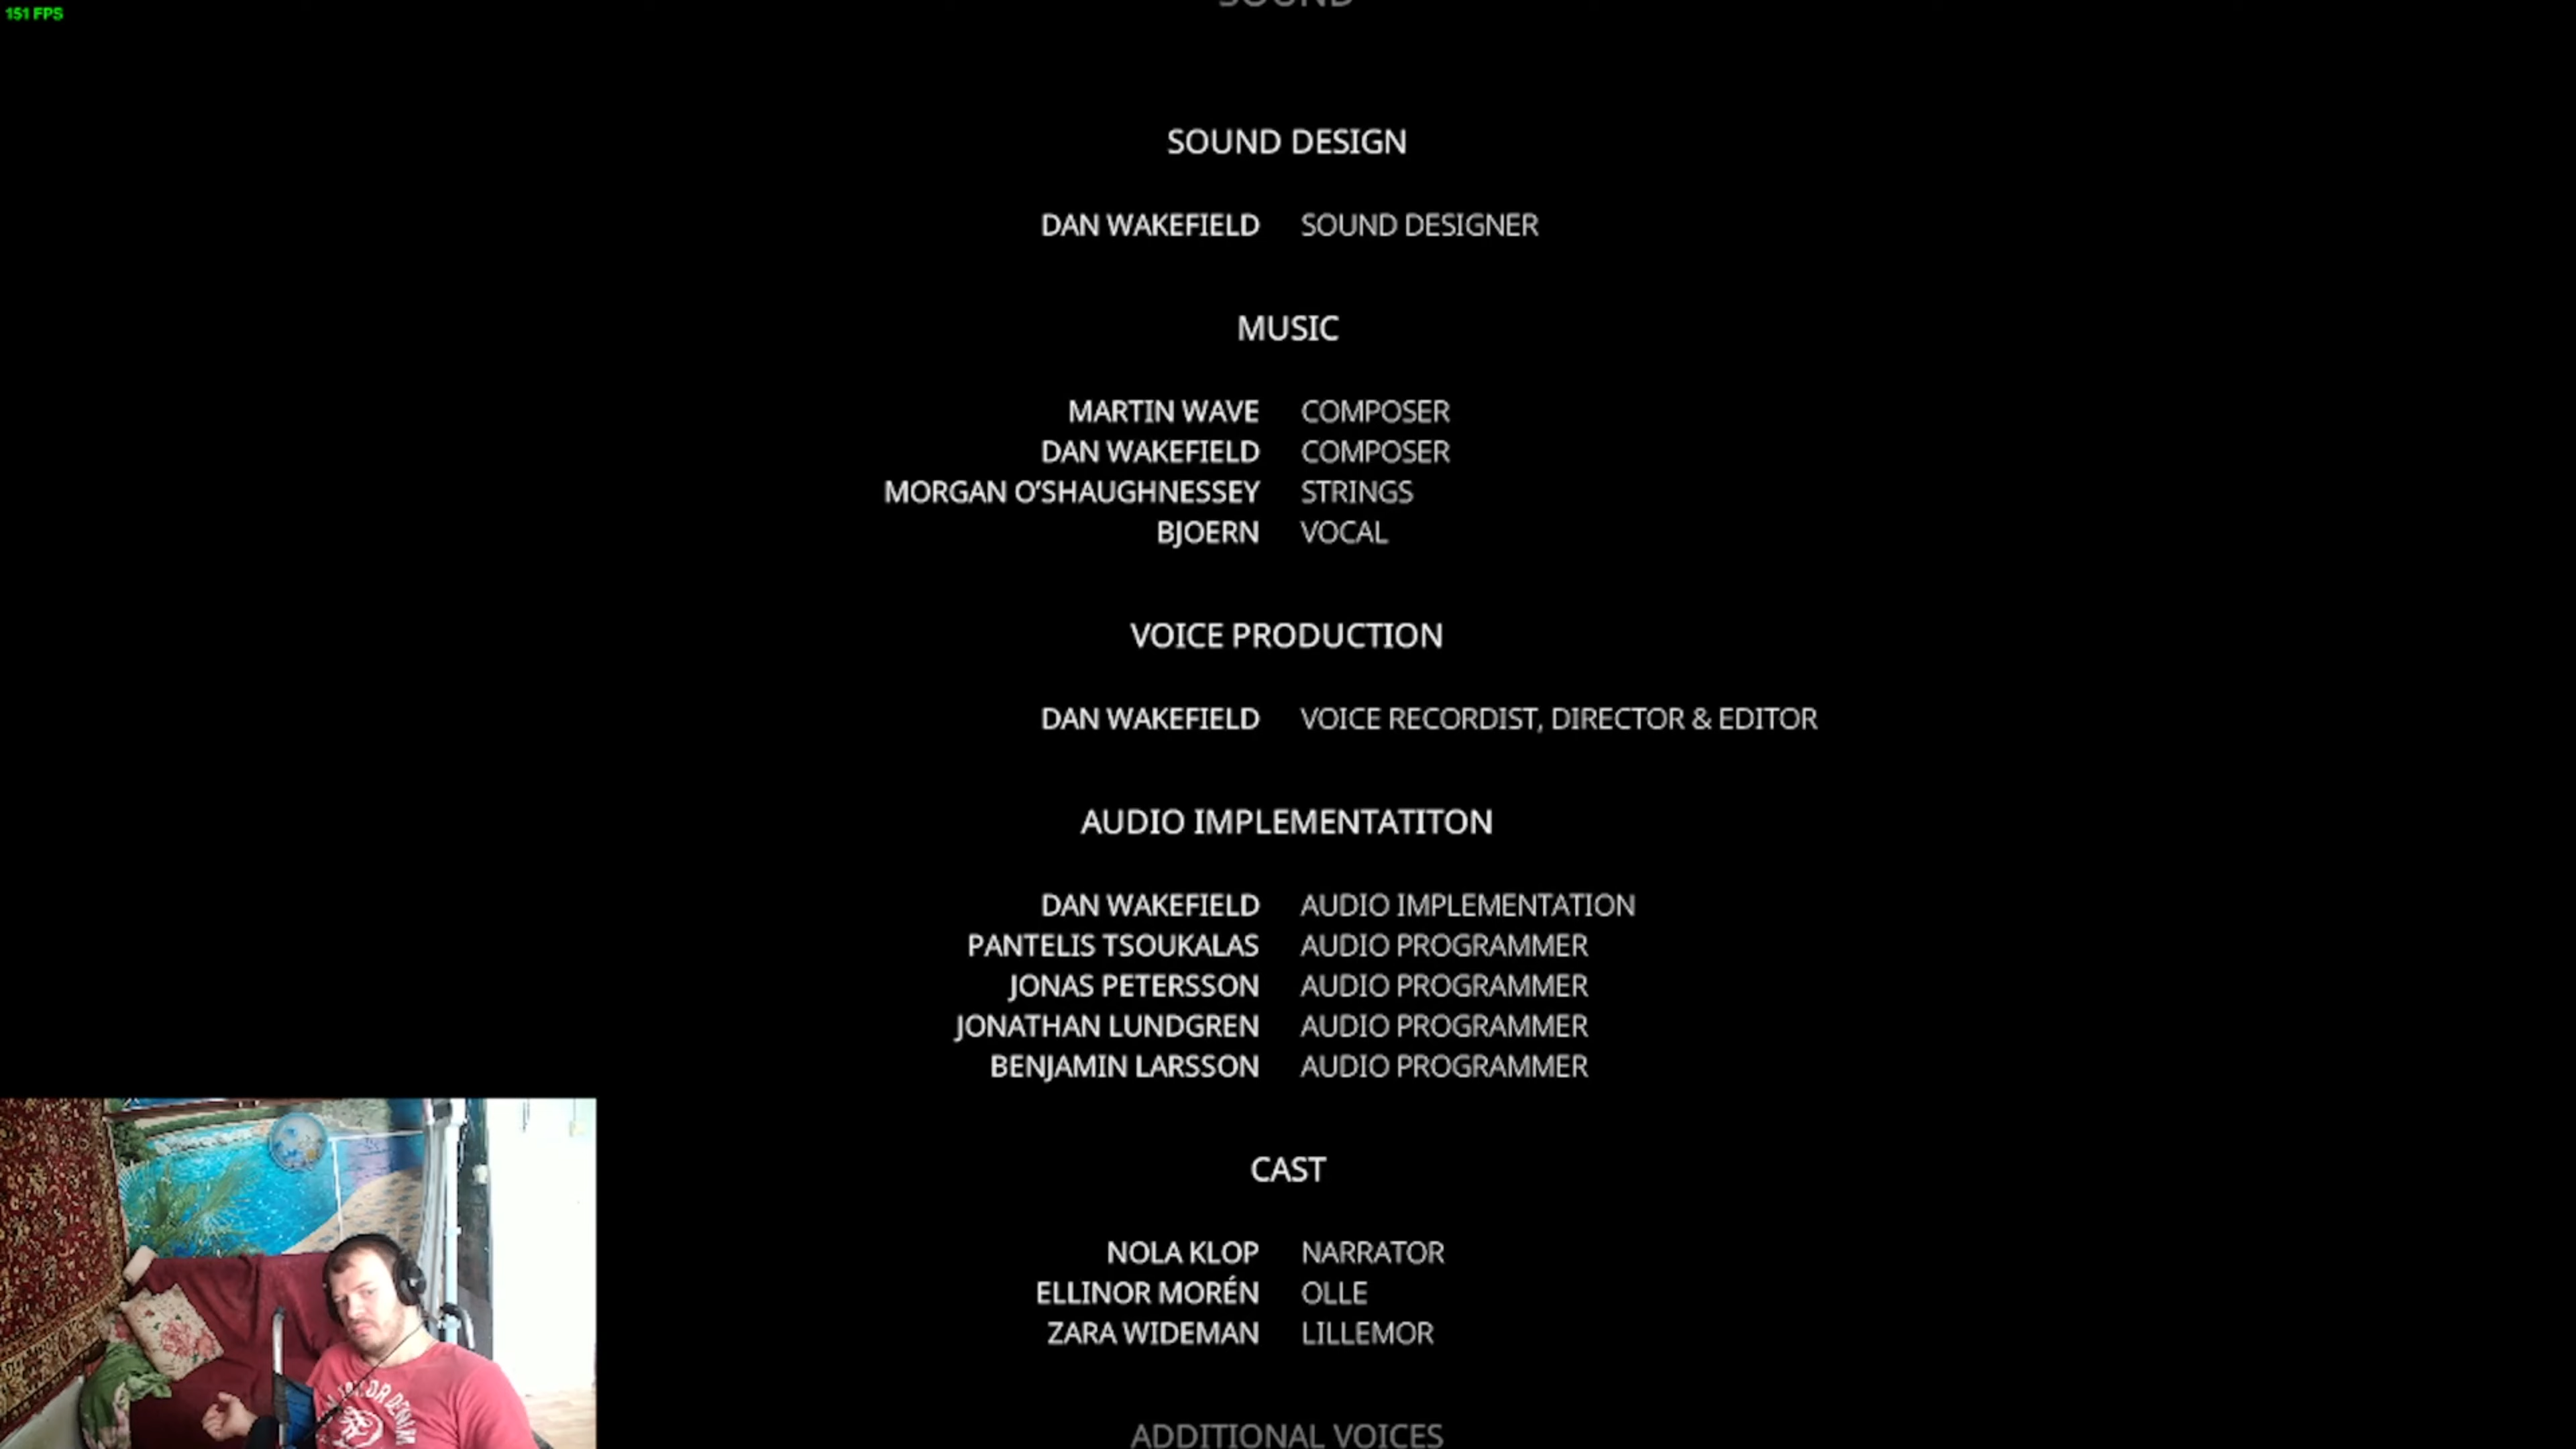 151 FPS
SOUND
SOUND DESIGN
DAN WAKEFIELD SOUND DESIGNER
MUSIC
MARTIN WAVE COMPOSER
DAN WAKEFIELD COMPOSER
MORGAN O'SHAUGHNESSEY STRINGS
BJOERN VOCAL
VOICE PRODUCTION
DAN WAKEFIELD VOICE RECORDIST, DIRECTOR & EDITOR
AUDIO IMPLEMENTATITON
DAN WAKEFIELD AUDIO IMPLEMENTATION
PANTELIS TSOUKALAS AUDIO PROGRAMMER
JONAS PETERSSON AUDIO PROGRAMMER
JONATHAN LUNDGREN AUDIO PROGRAMMER
BENJAMIN LARSSON AUDIO PROGRAMMER
CAST
NOLA KLOP NARRATOR
ELLINOR MORÉN OLLE
ZARA WIDEMAN LILLEMOR
ADDITIONAL VOICES